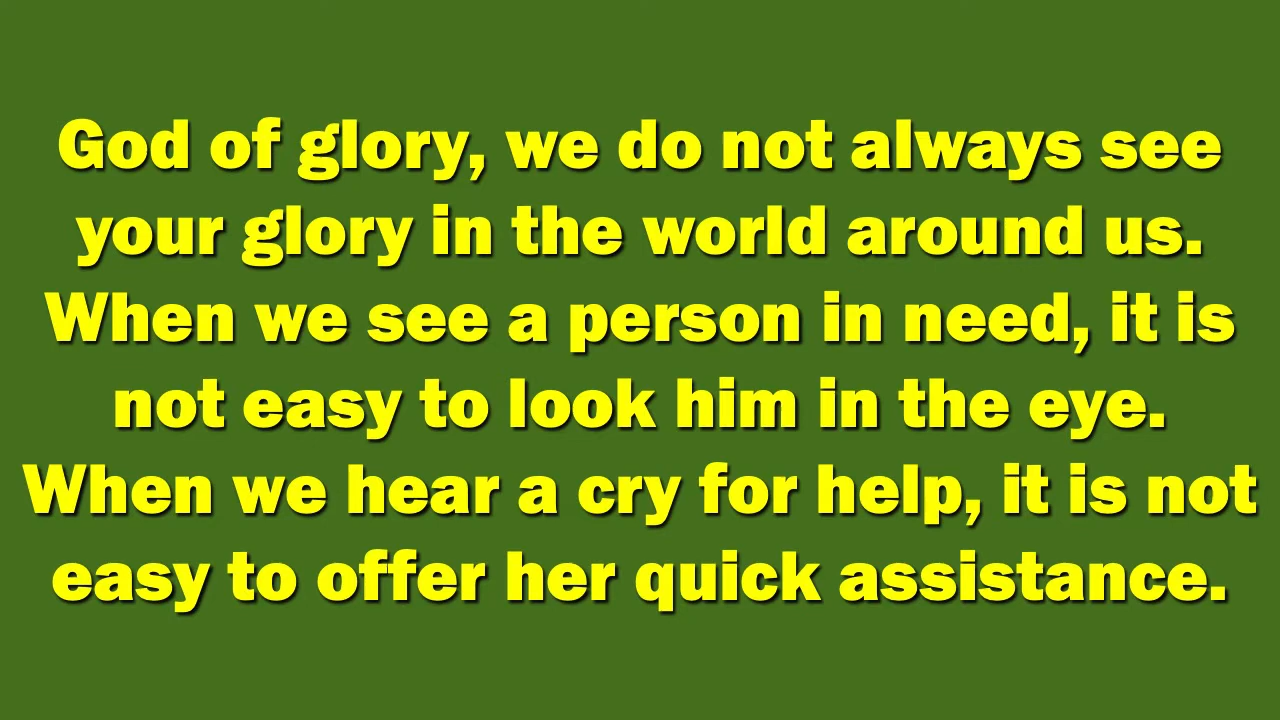 God of glory, we do not always see
your glory in the world around us.
When we see a person in need, it is
not easy to look him in the eye.
When we hear a cry for help, it is not
easy to offer her quick assistance.